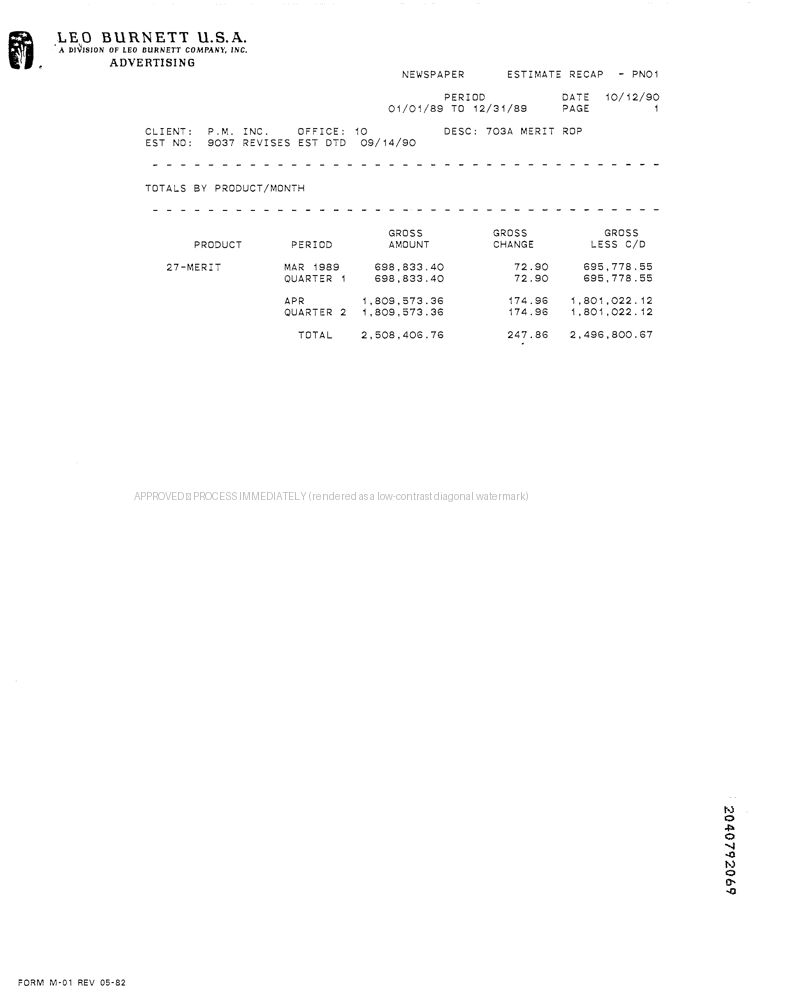 LEO BURNETT U.S.A.
A DIVISION OF LEO BURNETT COMPANY, INC.
ADVERTISING
NEWSPAPER ESTIMATE RECAP - PNO1
PERIOD DATE 10/12/90
01/01/89 TO 12/31/89 PAGE 1
CLIENT: P.M. INC. OFFICE: 10 DESC: 703A MERIT ROP
EST NO: 9037 REVISES EST DTD 09/14/90
TOTALS BY PRODUCT/MONTH
GROSS GROSS GROSS
PRODUCT PERIOD AMOUNT CHANGE LESS C/D
27-MERIT MAR 1989 698,833.40 72.90 695,778.55
QUARTER 1 698,833.40 72.90 695,778.55
APR 1,809,573.36 174.96 1,801,022.12
QUARTER 2 1,809,573.36 174.96 1,801,022.12
TOTAL 2,508,406.76 247.86 2,496,800.67
APPROVED PROCESS IMMEDIATELY (rendered as a low-contrast diagonal watermark)
2040792069
FORM M-01 REV 05-82